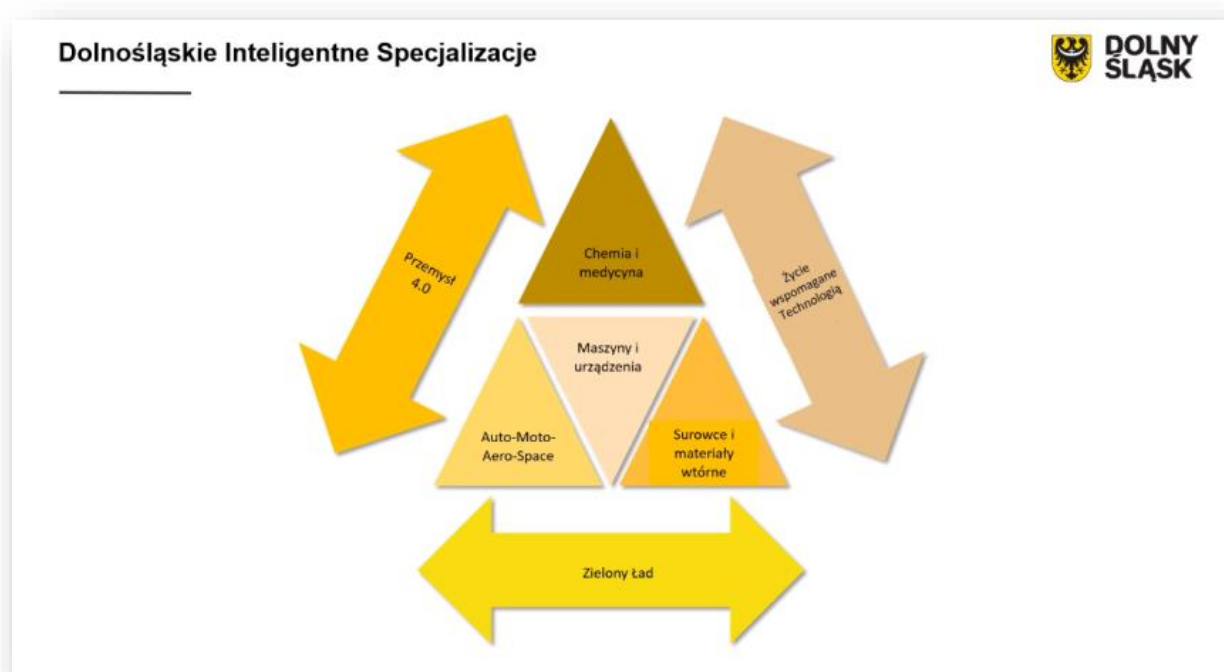 Dolnośląskie Inteligentne Specjalizacje
DOLNY
ŚLĄSK
Chemia i
medycyna
Przemysł
4.0
Życie
wspomagane
Technologią
Maszyny i
urządzenia
Auto-Moto-
Aero-Space
Surowce i
materiały
wtórne
Zielony Ład